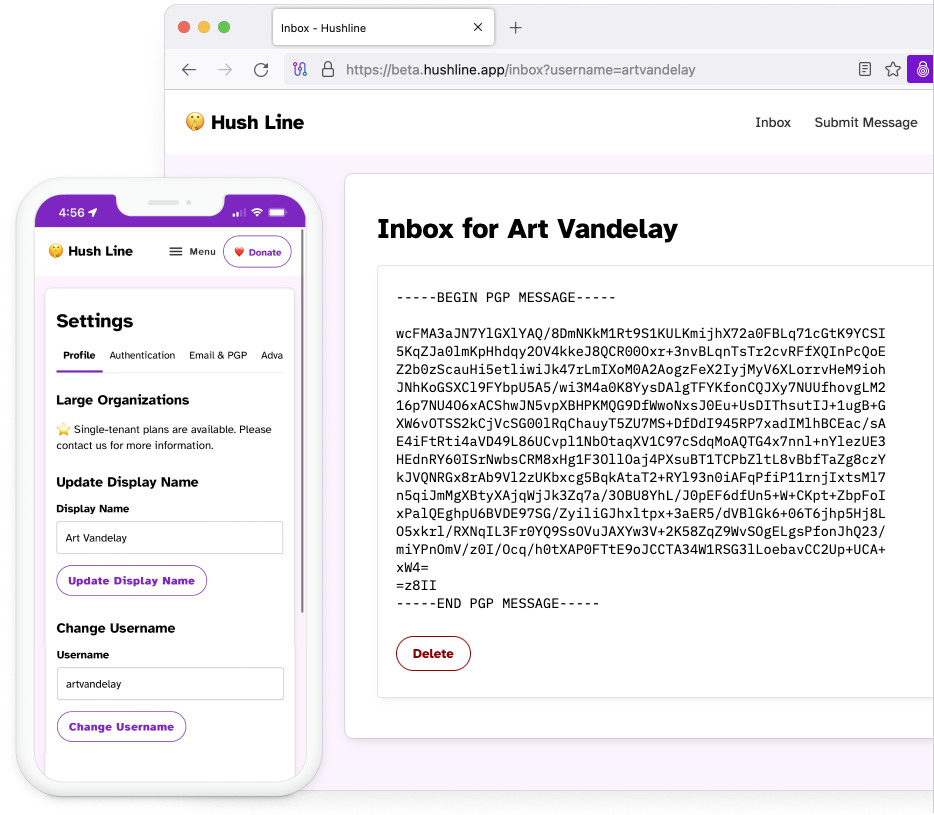 Inbox - Hushline
https://beta.hushline.app/inbox?username=artvandelay
Hush Line
Inbox
Submit Message
Inbox for Art Vandelay
-----BEGIN PGP MESSAGE-----
wcFMA3aJN7YlGXlYAQ/8DmNKkM1Rt9S1KULKmijhX72a0FBLq71cGtK9YCSI
5KqZJa0lmKpHhdqy2OV4kkeJ8QCR00Oxr+3nvBLqnTsTr2cvRFfXQInPcQoE
Z2b0zScauHi5etliwiJk47rLmIXoM0A2AogzFeX2IyjMyV6XLorrvHeM9ioh
JNhKoGSXCl9FYbpU5A5/wi3M4a0K8YysDAlgTFYKfonCQJXy7NUUfhovgLM2
16p7NU4O6xACShwJN5vpXBHPKMQG9DfWwoNxsJ0Eu+UsDIThsutIJ+1ugB+G
XW6vOTSS2kCjVcSG00lRqChauyT5ZU7MS+DfDdI945RP7xadIMlhBCEac/sA
E4iFtRti4aVD49L86UCvpl1NbOtaqXV1C97cSdqMoAQTG4x7nnl+nYlezUE3
HEdnRY60ISrNwbsCRM8xHg1F3OllOaj4PXsuBT1TCPbZltL8vBbfTaZg8czY
kJVQNRGx8rAb9Vl2zUKbxcg5BqkAtaT2+RYl93n0iAFqPfiP11rnjIxtsMl7
n5qiJmMgXBtyXAjqWjJk3Zq7a/3OBU8YhL/J0pEF6dfUn5+W+CKpt+ZbpFoI
xPalQEghpU6BVDE97SG/ZyiliGJhxltpx+3aER5/dVBlGk6+06T6jhp5Hj8L
O5xkrl/RXNqIL3Fr0YQ9SsOVuJAXYw3V+2K58ZqZ9WvSOgELgsPfonJhQ23/
miYPnOmV/z0I/Ocq/h0tXAP0FTtE9oJCCTA34W1RSG3lLoebavCC2Up+UCA+
xW4=
=z8II
-----END PGP MESSAGE-----
Delete
4:56
Hush Line
Menu
Donate
Settings
Profile
Authentication
Email & PGP
Adva
Large Organizations
Single-tenant plans are available. Please
contact us for more information.
Update Display Name
Display Name
Art Vandelay
Update Display Name
Change Username
Username
artvandelay
Change Username